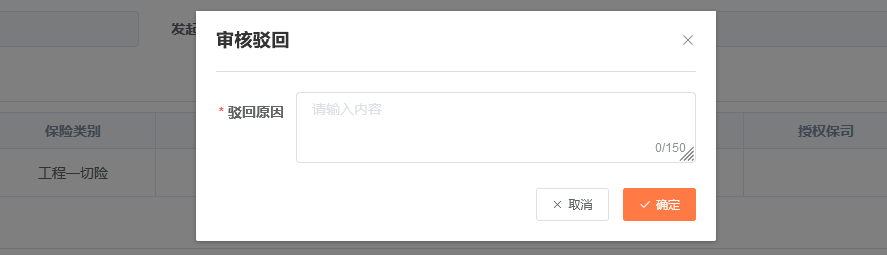 发起
审核驳回
* 驳回原因
请输入内容
0/150
保险类别
授权保司
工程一切险
取消
确定